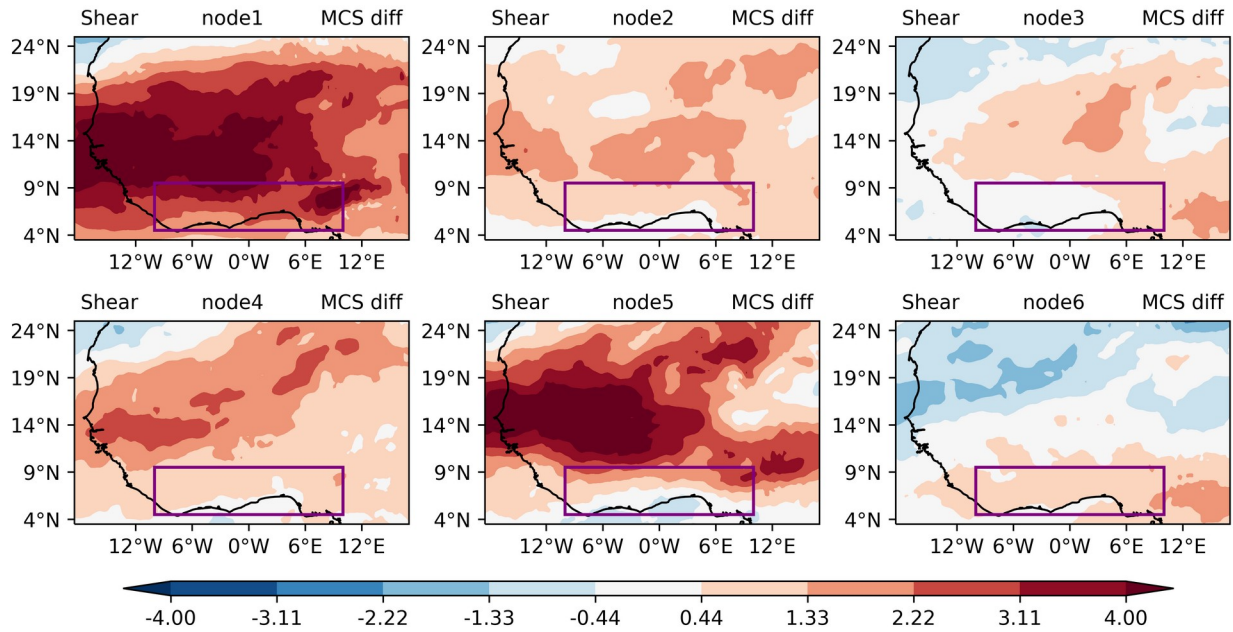 Shear node1 MCS diff
Shear node2 MCS diff
Shear node3 MCS diff
24°N 24°N 24°N
19°N 19°N 19°N
14°N 14°N 14°N
9°N 9°N 9°N
4°N 4°N 4°N
12°W 6°W 0°W 6°E 12°E
12°W 6°W 0°W 6°E 12°E
12°W 6°W 0°W 6°E 12°E
Shear node4 MCS diff
Shear node5 MCS diff
Shear node6 MCS diff
24°N 24°N 24°N
19°N 19°N 19°N
14°N 14°N 14°N
9°N 9°N 9°N
4°N 4°N 4°N
12°W 6°W 0°W 6°E 12°E
12°W 6°W 0°W 6°E 12°E
12°W 6°W 0°W 6°E 12°E
-4.00 -3.11 -2.22 -1.33 -0.44 0.44 1.33 2.22 3.11 4.00